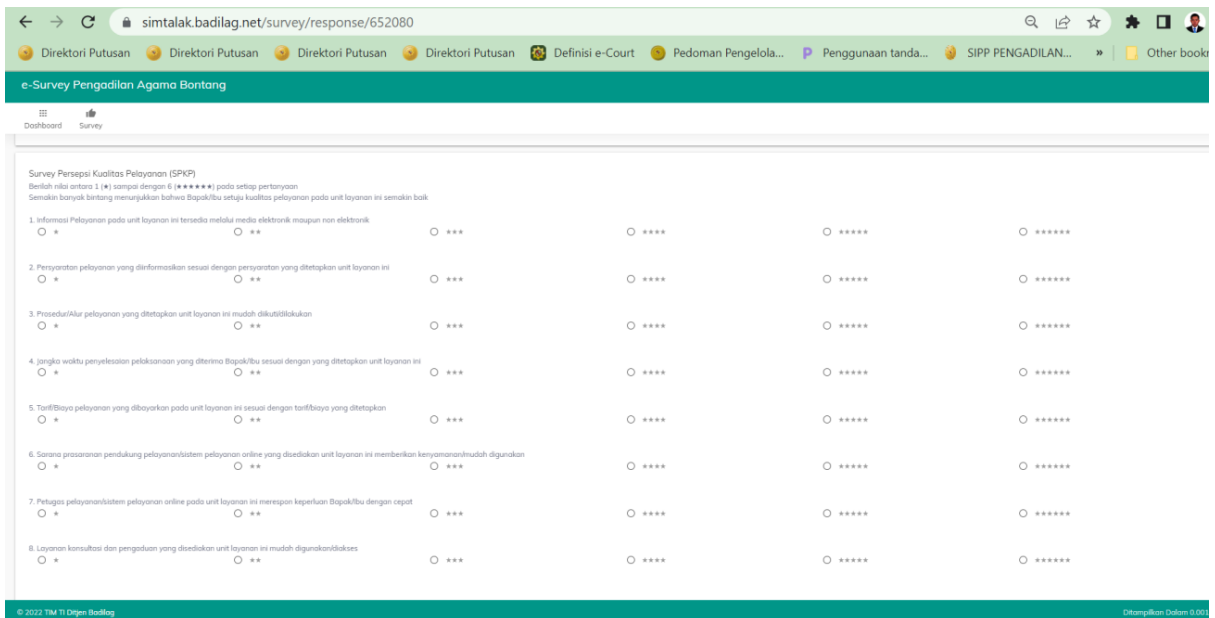 simtalak.badilag.net/survey/response/652080
Direktori Putusan Direktori Putusan Direktori Putusan Direktori Putusan Definisi e-Court Pedoman Pengelola... Penggunaan tanda... SIPP PENGADILAN... » Other bookr
e-Survey Pengadilan Agama Bontang
Dashboard Survey
Survey Persepsi Kualitas Pelayanan (SPKP)
Berilah nilai antara 1 (★) sampai dengan 6 (★★★★★★) pada setiap pertanyaan
Semakin banyak bintang menunjukkan bahwa Bapak/Ibu setuju kualitas pelayanan pada unit layanan ini semakin baik
1. Informasi Pelayanan pada unit layanan ini tersedia melalui media elektronik maupun non elektronik
★ ★★ ★★★ ★★★★ ★★★★★ ★★★★★★
2. Persyaratan pelayanan yang diinformasikan sesuai dengan persyaratan yang ditetapkan unit layanan ini
★ ★★ ★★★ ★★★★ ★★★★★ ★★★★★★
3. Prosedur/Alur pelayanan yang ditetapkan unit layanan ini mudah diikuti/dilakukan
★ ★★ ★★★ ★★★★ ★★★★★ ★★★★★★
4. Jangka waktu penyelesaian pelaksanaan yang diterima Bapak/Ibu sesuai dengan yang ditetapkan unit layanan ini
★ ★★ ★★★ ★★★★ ★★★★★ ★★★★★★
5. Tarif/Biaya pelayanan yang dibayarkan pada unit layanan ini sesuai dengan tarif/biaya yang ditetapkan
★ ★★ ★★★ ★★★★ ★★★★★ ★★★★★★
6. Sarana prasaranan pendukung pelayanan/sistem pelayanan online yang disediakan unit layanan ini memberikan kenyamanan/mudah digunakan
★ ★★ ★★★ ★★★★ ★★★★★ ★★★★★★
7. Petugas pelayanan/sistem pelayanan online pada unit layanan ini merespon keperluan Bapak/Ibu dengan cepat
★ ★★ ★★★ ★★★★ ★★★★★ ★★★★★★
8. Layanan konsultasi dan pengaduan yang disediakan unit layanan ini mudah digunakan/diakses
★ ★★ ★★★ ★★★★ ★★★★★ ★★★★★★
© 2022 TIM TI Ditjen Badilag Ditampilkan Dalam 0.001